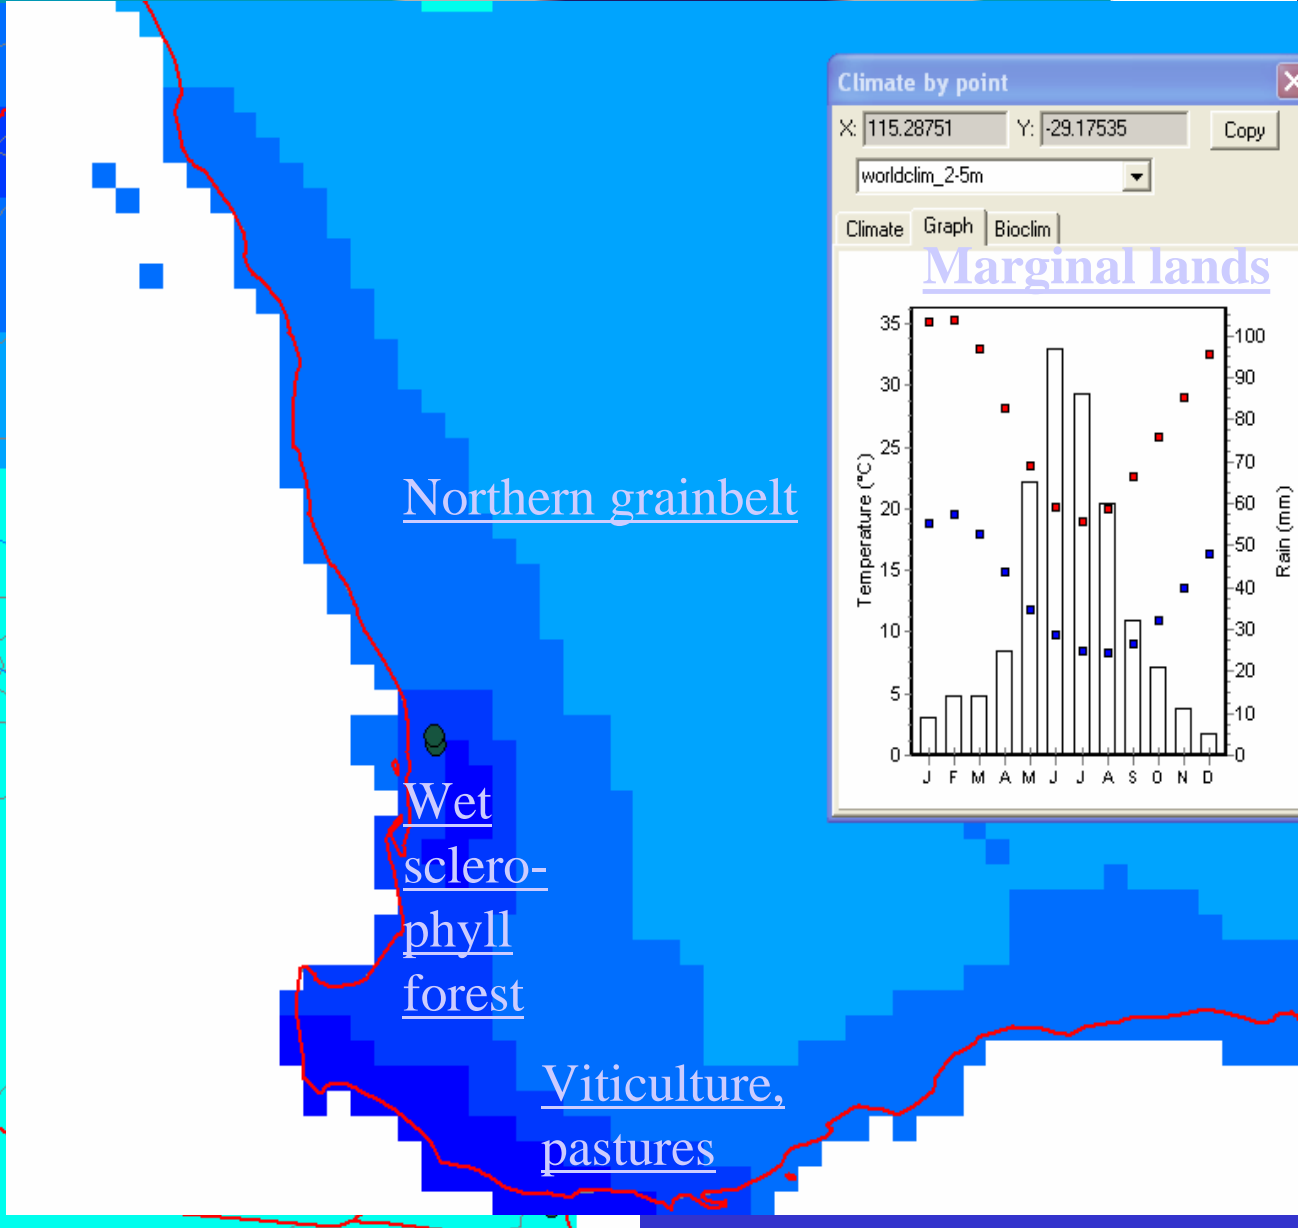 Climate by point
X: 115.28751 Y: -29.17535 Copy
worldclim_2-5m
Climate Graph Bioclim
Marginal lands
35
30
25
20
15
10
5
0
Temperature (°C)
100
90
80
70
60
50
40
30
20
10
0
Rain (mm)
J F M A M J J A S O N D
Northern grainbelt
Wet
sclero-
phyll
forest
Viticulture,
pastures